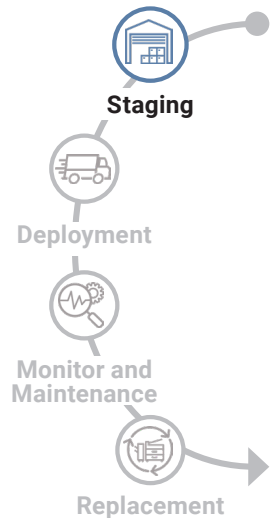 Staging
Deployment
Monitor and
Maintenance
Replacement